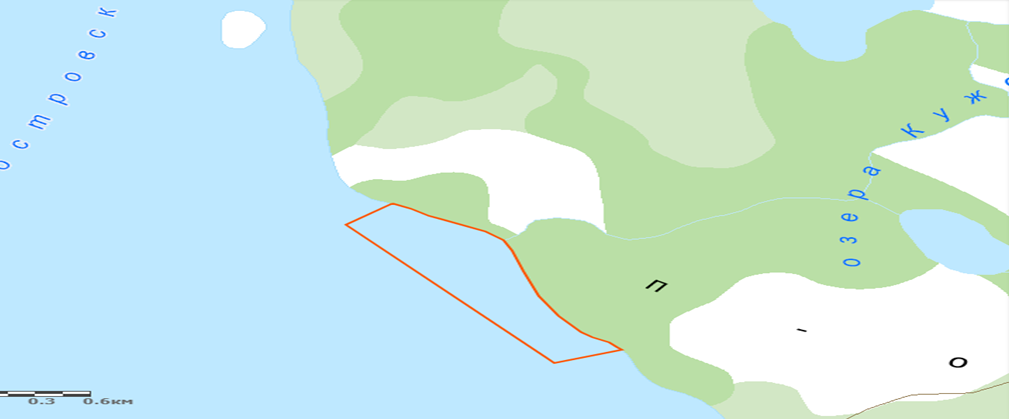 островск
озера Куж
П
-
О
0.3 0.6км